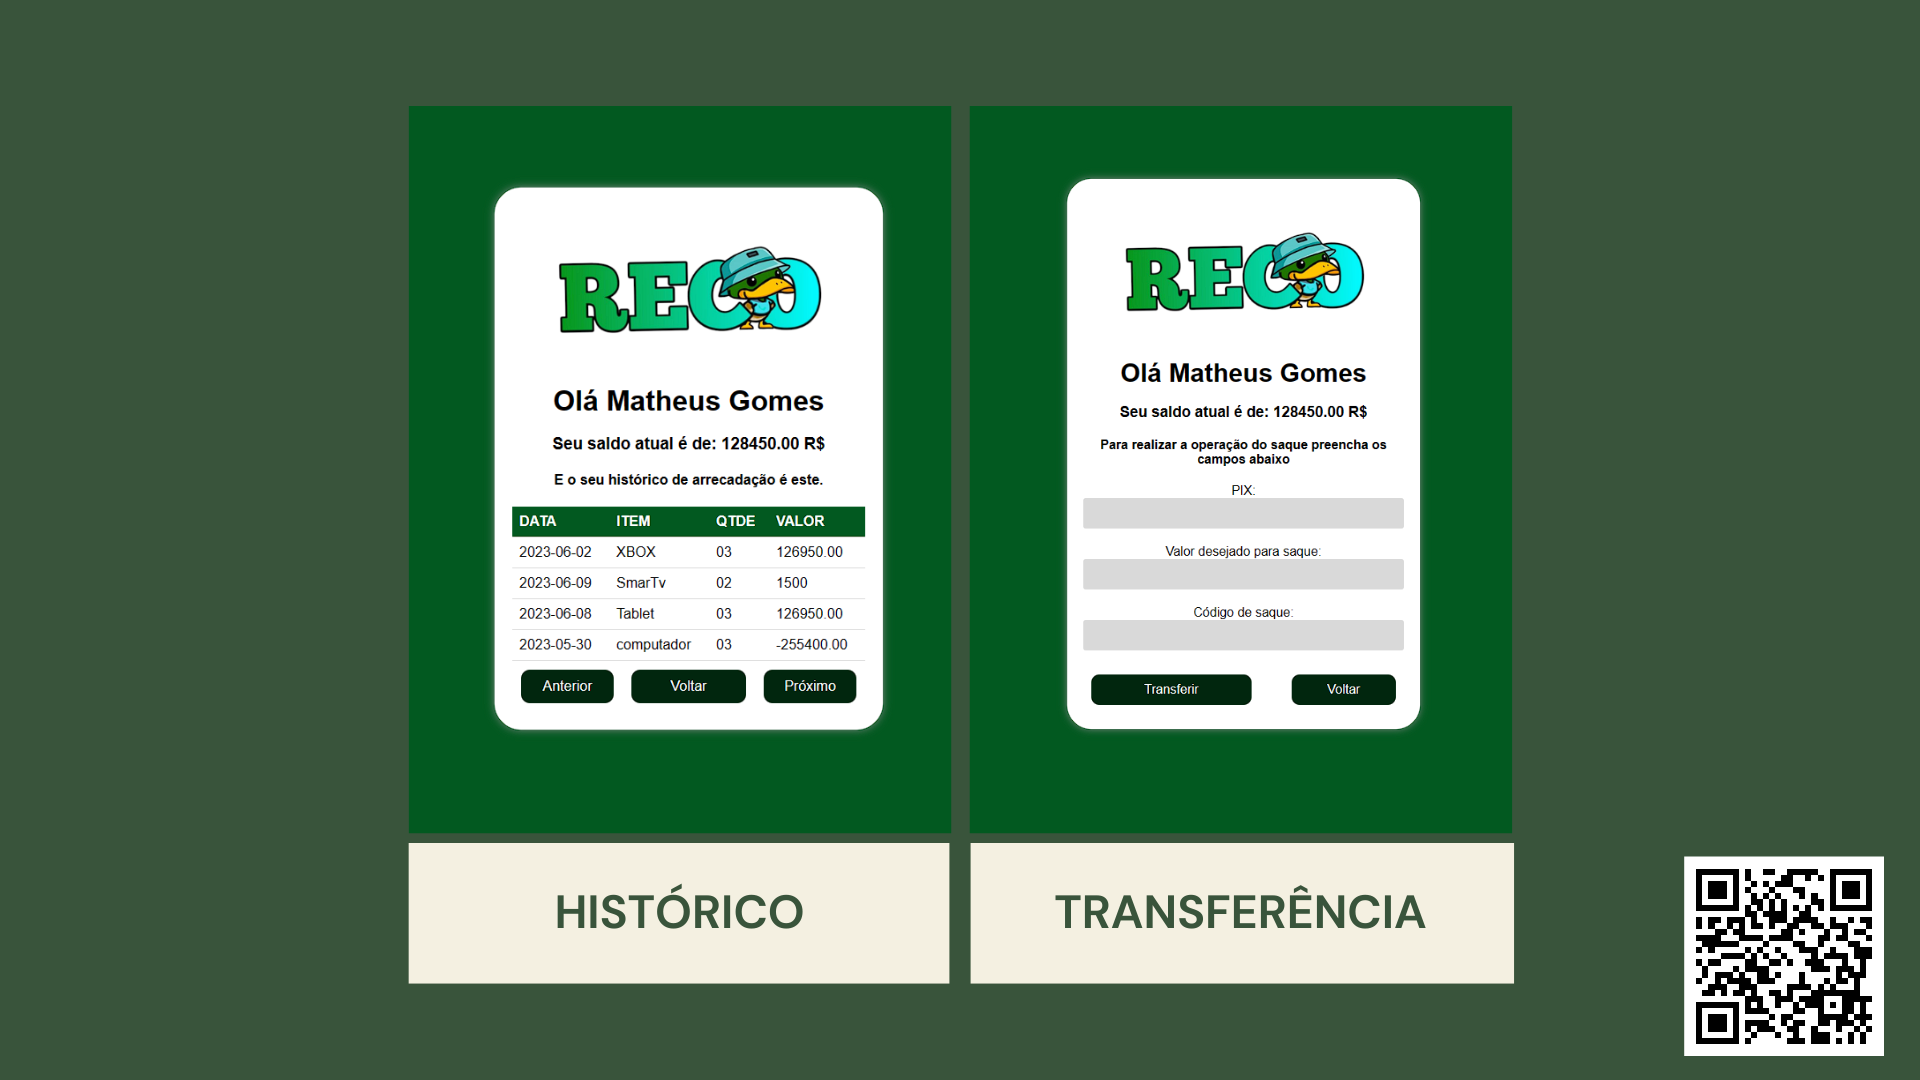 RECO
Olá Matheus Gomes
Seu saldo atual é de: 128450.00 R$
E o seu histórico de arrecadação é este.
DATA ITEM QTDE VALOR
2023-06-02 XBOX 03 126950.00
2023-06-09 SmarTv 02 1500
2023-06-08 Tablet 03 126950.00
2023-05-30 computador 03 -255400.00
Anterior Voltar Próximo
HISTÓRICO
RECO
Olá Matheus Gomes
Seu saldo atual é de: 128450.00 R$
Para realizar a operação do saque preencha os
campos abaixo
PIX:
Valor desejado para saque:
Código de saque:
Transferir Voltar
TRANSFERÊNCIA